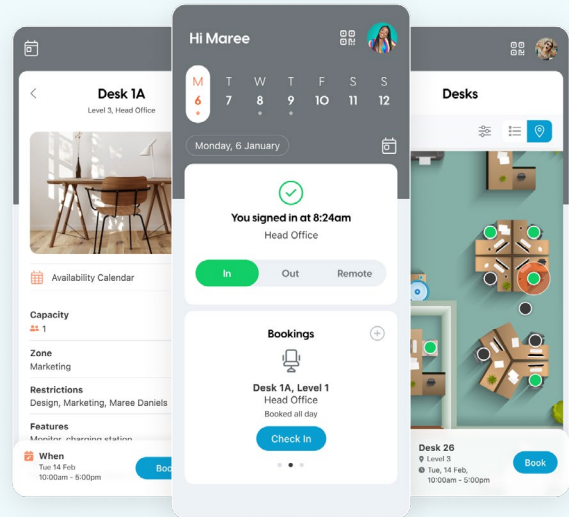 Desk 1A
Level 3, Head Office
Availability Calendar
Capacity
1
Zone
Marketing
Restrictions
Design, Marketing, Maree Daniels
Features
Monitor, charging station
When
Tue 14 Feb
10:00am - 5:00pm
Boo
Hi Maree
M T W T F S S
6 7 8 9 10 11 12
Monday, 6 January
You signed in at 8:24am
Head Office
In Out Remote
Bookings
Desk 1A, Level 1
Head Office
Booked all day
Check In
Desks
Desk 26
Level 3
Tue, 14 Feb,
10:00am - 5:00pm
Book